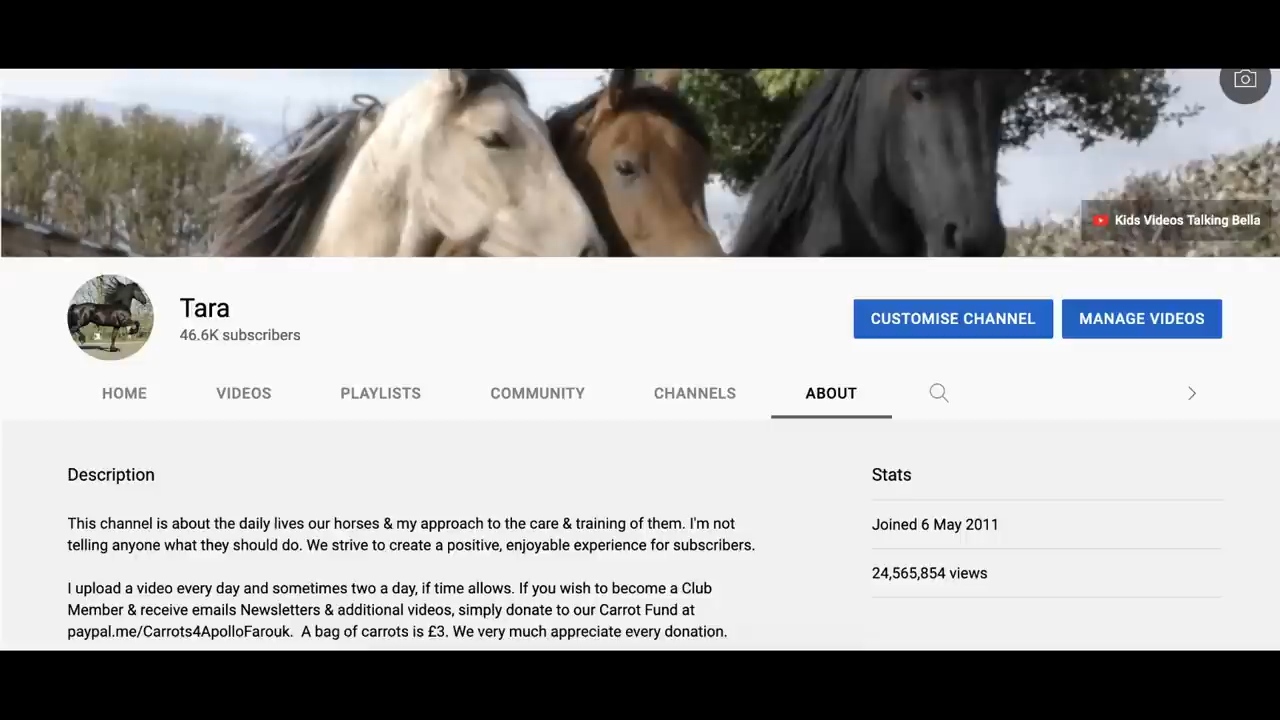 Kids Videos Talking Bella
Tara
46.6K subscribers
CUSTOMISE CHANNEL
MANAGE VIDEOS
HOME
VIDEOS
PLAYLISTS
COMMUNITY
CHANNELS
ABOUT
Description
This channel is about the daily lives our horses & my approach to the care & training of them. I'm not
telling anyone what they should do. We strive to create a positive, enjoyable experience for subscribers.
I upload a video every day and sometimes two a day, if time allows. If you wish to become a Club
Member & receive emails Newsletters & additional videos, simply donate to our Carrot Fund at
paypal.me/Carrots4ApolloFarouk. A bag of carrots is £3. We very much appreciate every donation.
Stats
Joined 6 May 2011
24,565,854 views